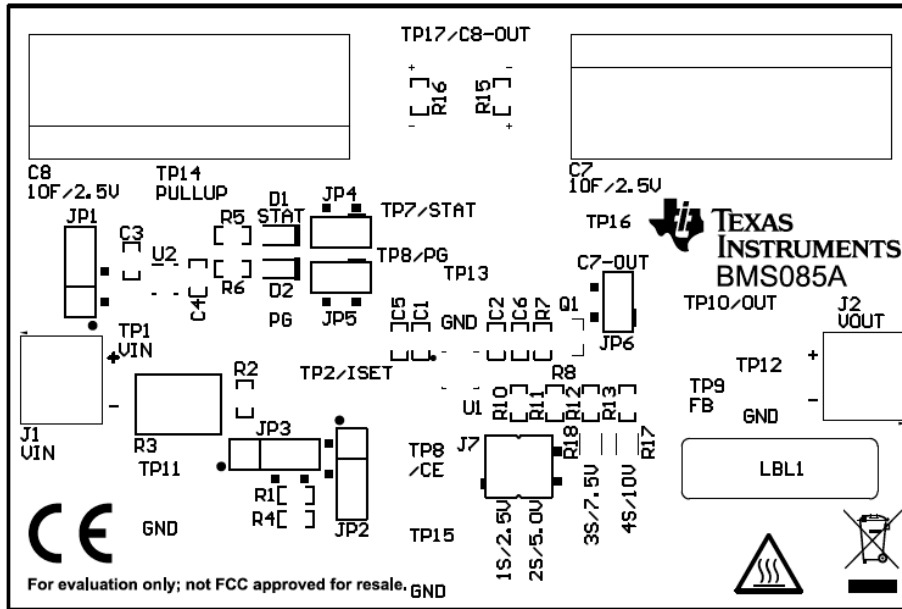 TP17/C8-OUT
+ -
R16
R15
- +
C8
10F/2.5V
TP14
PULLUP
C7
10F/2.5V
JP1
C3
U2
C4
R5
R6
D1
STAT
D2
PG
JP4
JP5
TP7/STAT
TP8/PG
TP16
TEXAS
INSTRUMENTS
BMS085A
TP13
GND
C5
C1
C2
C6
R7
Q1
C7-OUT
JP6
TP10/OUT
J2
VOUT
+
-
TP1
VIN
+
-
J1
VIN
R3
R2
TP2/ISET
U1
R8
R10
R11
R12
R13
TP12
TP9
FB
GND
TP11
JP3
JP2
R1
R4
TP8
/CE
J7
R18
R17
1S/2.5V
2S/5.0V
3S/7.5V
4S/10V
LBL1
CE
GND
TP15
GND
For evaluation only; not FCC approved for resale.